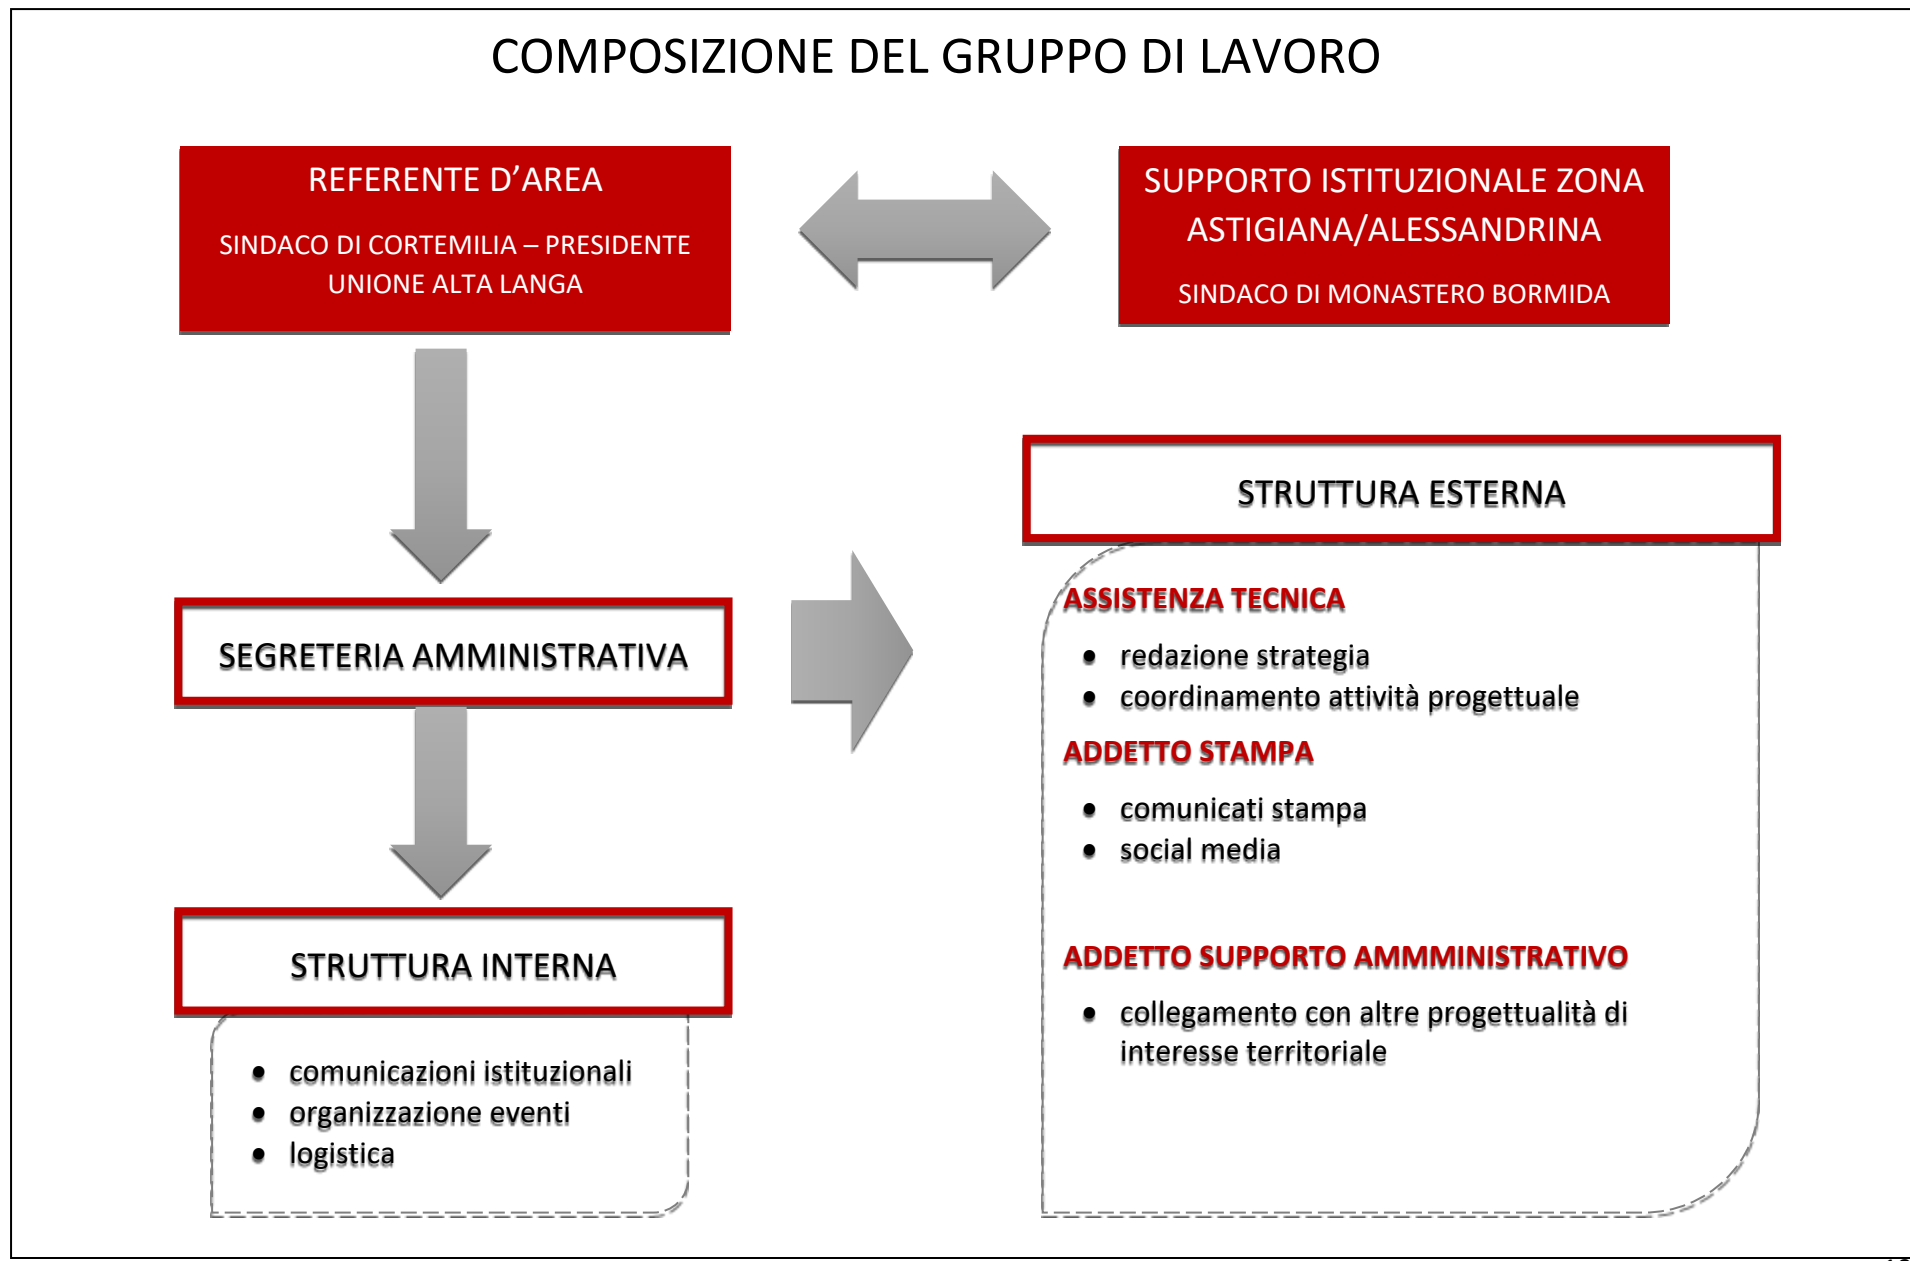 COMPOSIZIONE DEL GRUPPO DI LAVORO
REFERENTE D’AREA
SINDACO DI CORTEMILIA – PRESIDENTE
UNIONE ALTA LANGA
SUPPORTO ISTITUZIONALE ZONA
ASTIGIANA/ALESSANDRINA
SINDACO DI MONASTERO BORMIDA
SEGRETERIA AMMINISTRATIVA
STRUTTURA INTERNA
• comunicazioni istituzionali
• organizzazione eventi
• logistica
STRUTTURA ESTERNA
ASSISTENZA TECNICA
• redazione strategia
• coordinamento attività progettuale
ADDETTO STAMPA
• comunicati stampa
• social media
ADDETTO SUPPORTO AMMMINISTRATIVO
• collegamento con altre progettualità di
interesse territoriale